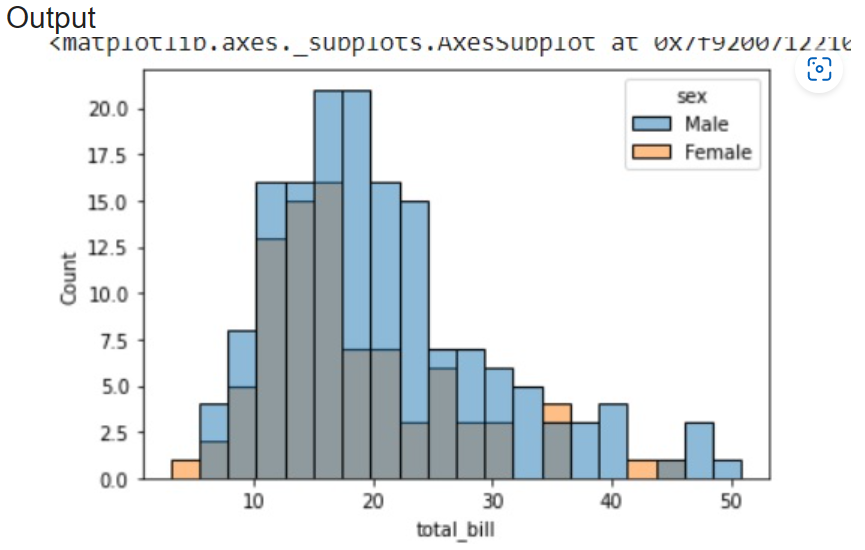 Output
<matplotlib.axes._subplots.AxesSubplot at 0x7f9200712210
sex
Male
Female
20.0
17.5
15.0
12.5
10.0
7.5
5.0
2.5
0.0
Count
10 20 30 40 50
total_bill